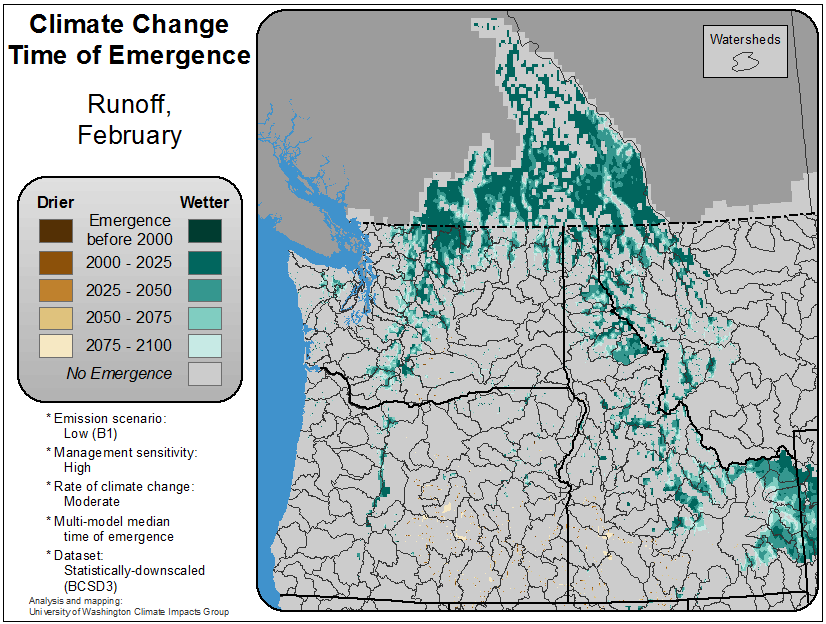 Climate Change
Time of Emergence
Runoff,
February
Drier
Wetter
Emergence
before 2000
2000 - 2025
2025 - 2050
2050 - 2075
2075 - 2100
No Emergence
* Emission scenario:
Low (B1)
* Management sensitivity:
High
* Rate of climate change:
Moderate
* Multi-model median
time of emergence
* Dataset:
Statistically-downscaled
(BCSD3)
Analysis and mapping:
University of Washington Climate Impacts Group
Watersheds